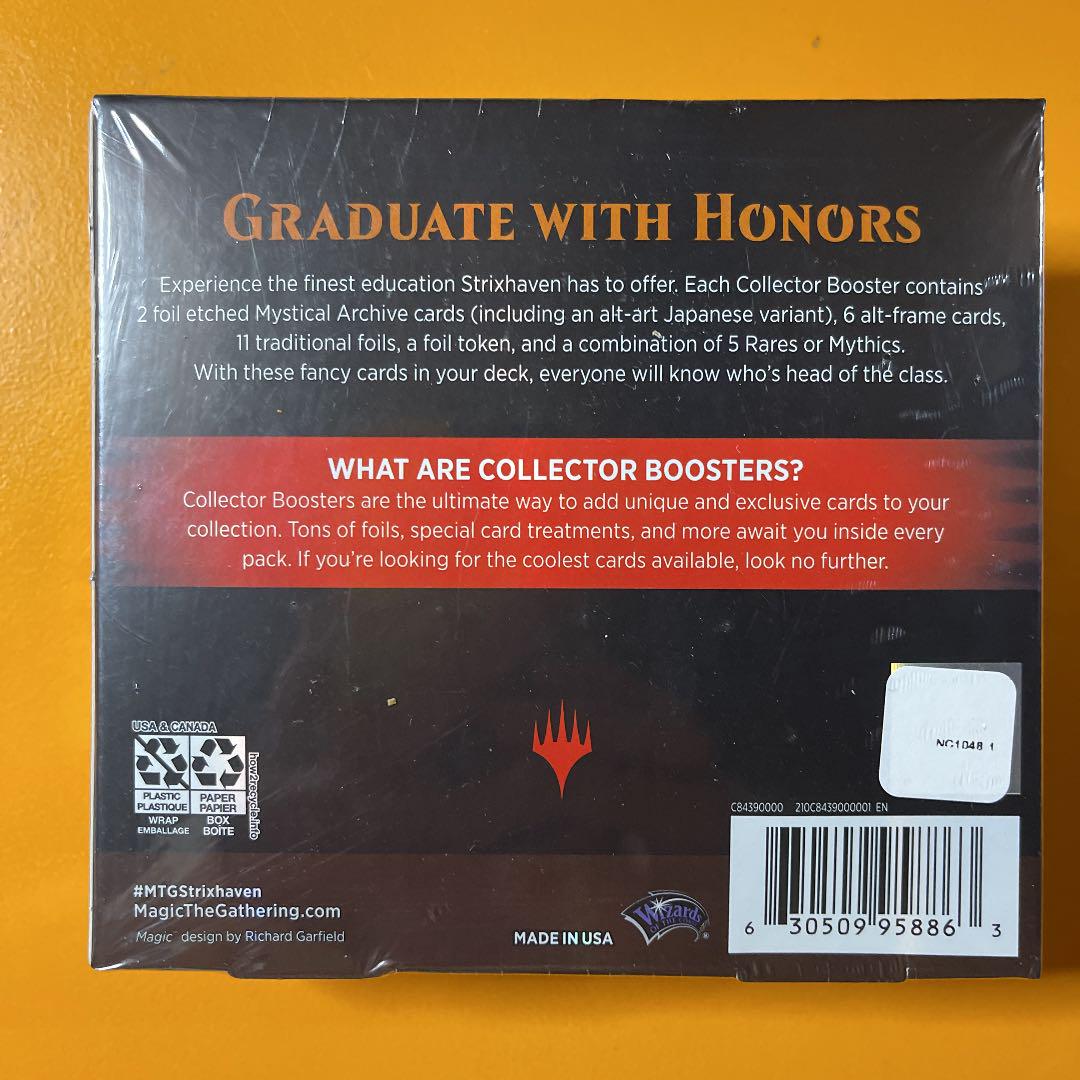 GRADUATE WITH HONORS
Experience the finest education Strixhaven has to offer. Each Collector Booster contains
2 foil etched Mystical Archive cards (including an alt-art Japanese variant), 6 alt-frame cards,
11 traditional foils, a foil token, and a combination of 5 Rares or Mythics.
With these fancy cards in your deck, everyone will know who's head of the class.
WHAT ARE COLLECTOR BOOSTERS?
Collector Boosters are the ultimate way to add unique and exclusive cards to your
collection. Tons of foils, special card treatments, and more await you inside every
pack. If you're looking for the coolest cards available, look no further.
USA & CANADA
PLASTIC
PLASTIQUE
WRAP
EMBALLAGE
PAPER
PAPIER
BOX
BOÎTE
how2recycle.info
NC1048 1
C84390000 210C8439000001 EN
#MTGStrixhaven
MagicTheGathering.com
Magic™ design by Richard Garfield
MADE IN USA
Wizards
OF THE COAST
®
6 30509 95886 3